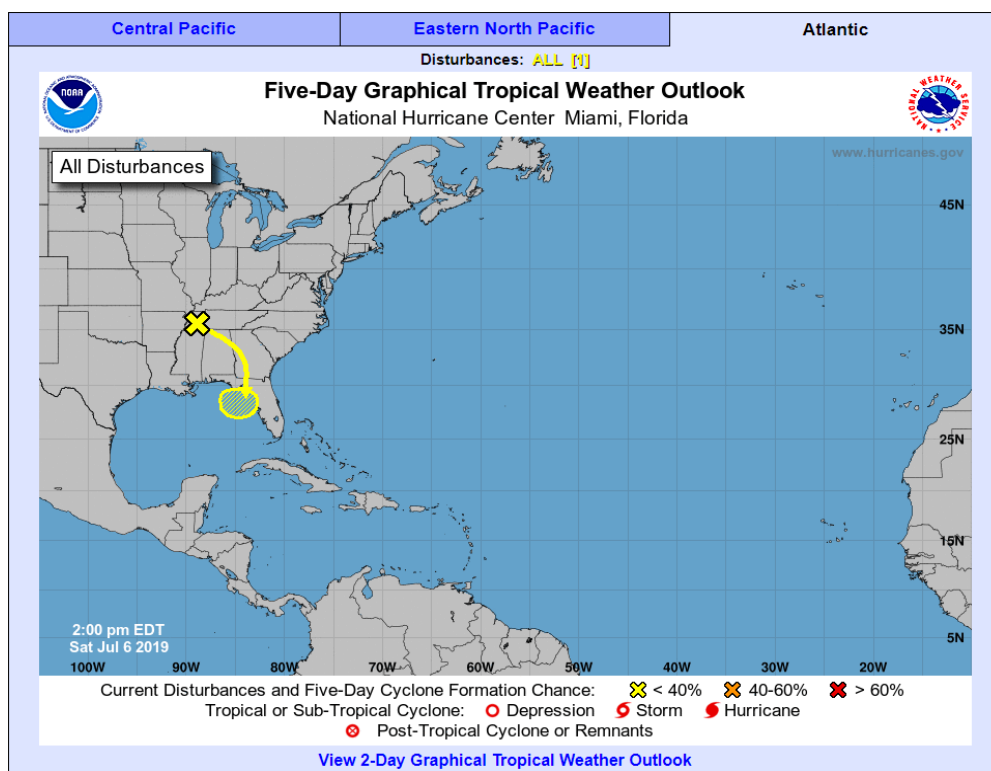 Central Pacific
Eastern North Pacific
Atlantic
Disturbances: ALL [1]
NOAA
Five-Day Graphical Tropical Weather Outlook
National Hurricane Center Miami, Florida
NATIONAL WEATHER SERVICE
All Disturbances
www.hurricanes.gov
45N
35N
25N
15N
5N
2:00 pm EDT
Sat Jul 6 2019
100W 90W 80W 70W 60W 50W 40W 30W 20W
Current Disturbances and Five-Day Cyclone Formation Chance: < 40% 40-60% > 60%
Tropical or Sub-Tropical Cyclone: Depression Storm Hurricane
Post-Tropical Cyclone or Remnants
View 2-Day Graphical Tropical Weather Outlook